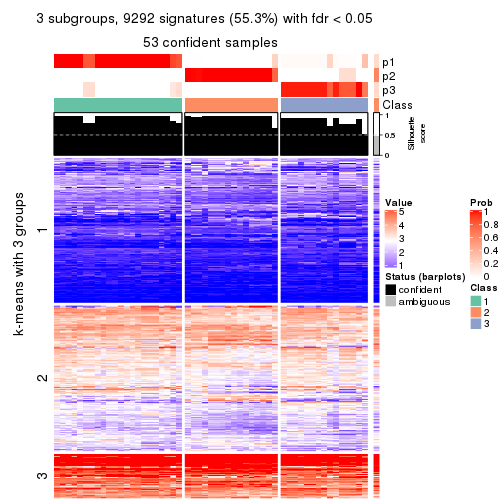 3 subgroups, 9292 signatures (55.3%) with fdr < 0.05
53 confident samples
p1
p2
p3
Class
1
0.5
0
Silhouette
score
k-means with 3 groups
1
2
3
Value
5
4
3
2
1
Status (barplots)
confident
ambiguous
Prob
1
0.8
0.6
0.4
0.2
0
Class
1
2
3